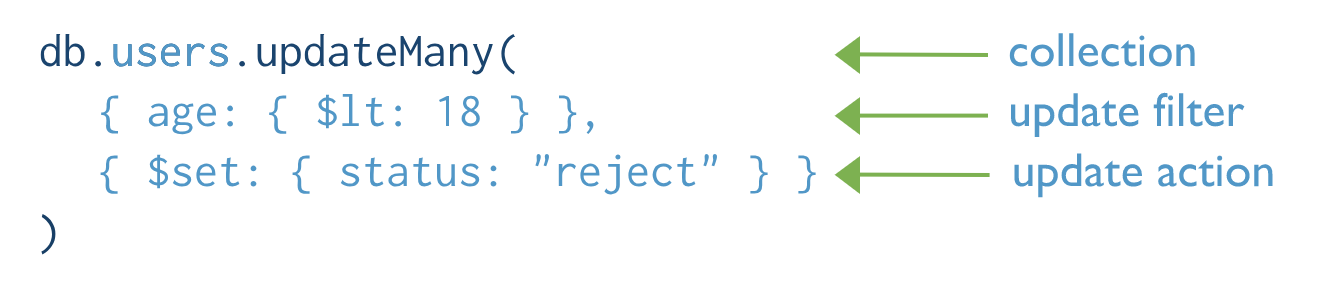 db.users.updateMany( collection
{ age: { $lt: 18 } }, update filter
{ $set: { status: "reject" } } update action
)